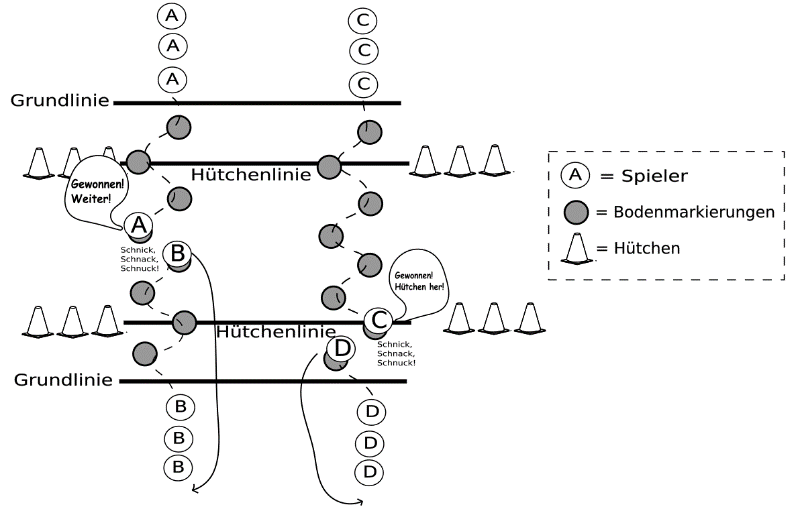 A
A
A
C
C
C
Grundlinie
Hütchenlinie
Gewonnen!
Weiter!
A
Schnick,
Schnack,
Schnuck!
B
Gewonnen!
Hütchen her!
C
Hütchenlinie
D
Schnick,
Schnack,
Schnuck!
Grundlinie
B
B
B
D
D
D
A = Spieler
= Bodenmarkierungen
= Hütchen